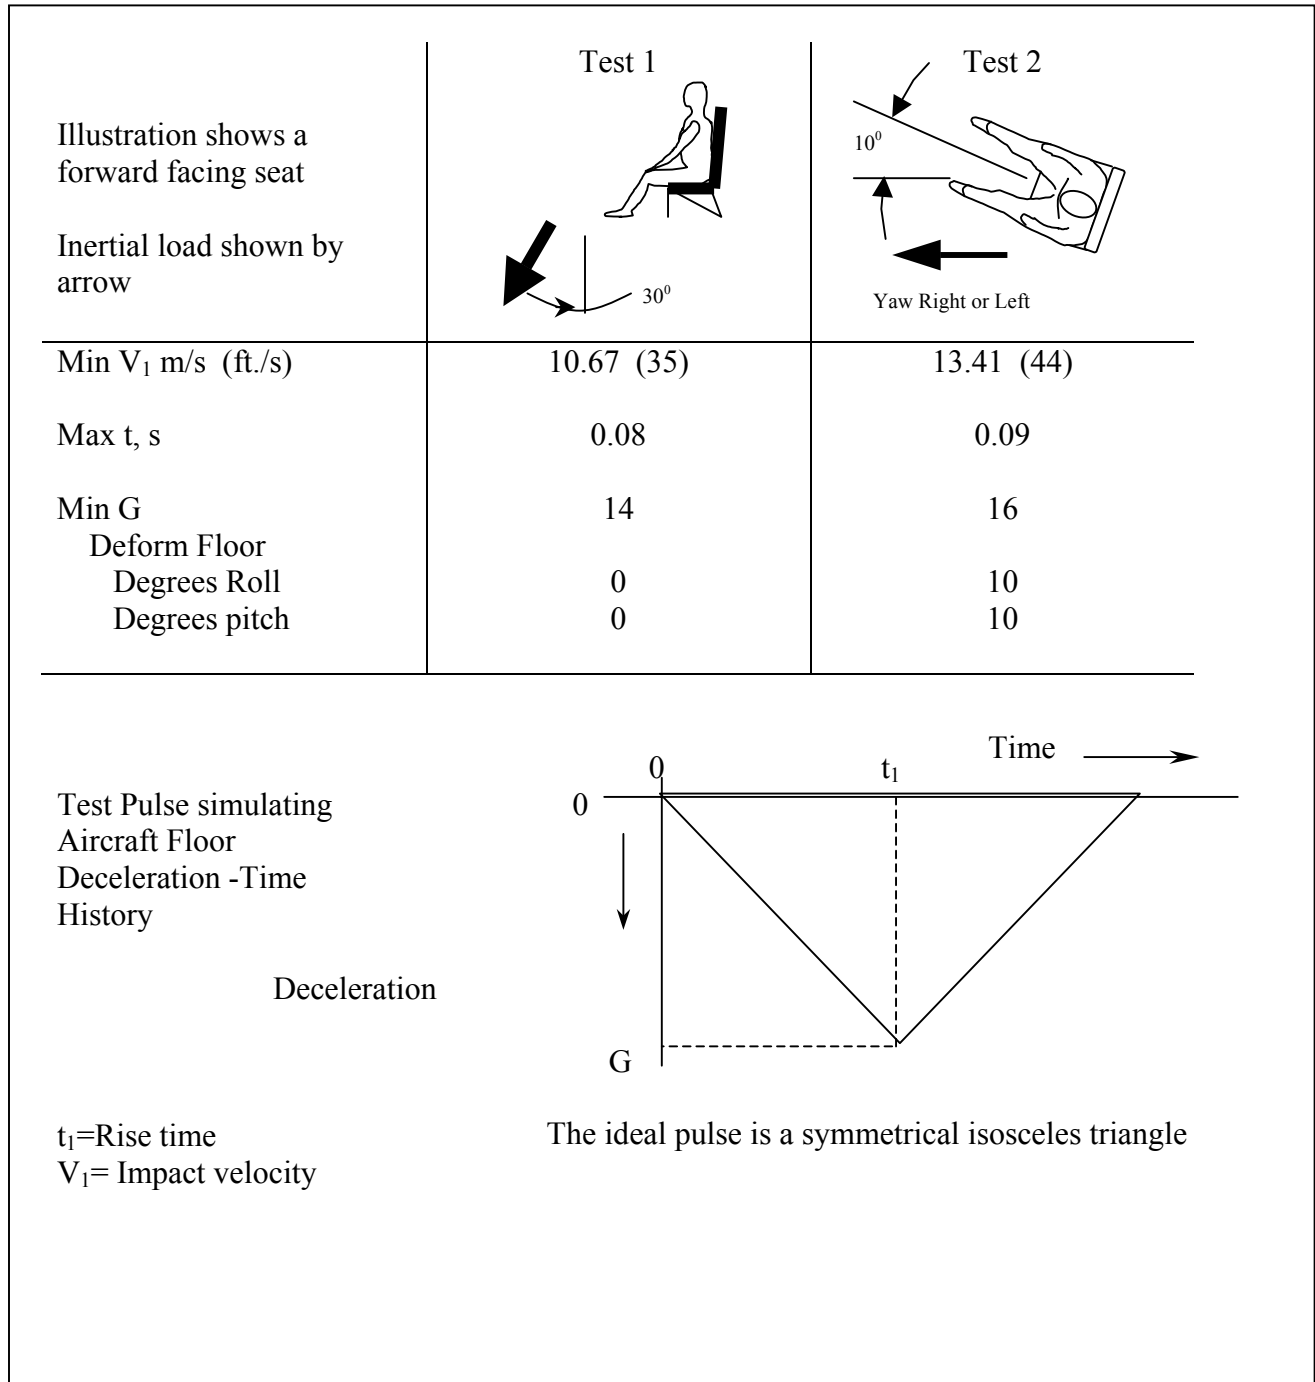 Test 1
Test 2
Illustration shows a
forward facing seat
Inertial load shown by
arrow
30⁰
10⁰
Yaw Right or Left
Min V₁ m/s (ft./s) 10.67 (35) 13.41 (44)
Max t, s 0.08 0.09
Min G 14 16
Deform Floor
Degrees Roll 0 10
Degrees pitch 0 10
Time
0 t₁
0
Test Pulse simulating
Aircraft Floor
Deceleration -Time
History
Deceleration
G
t₁=Rise time
V₁= Impact velocity
The ideal pulse is a symmetrical isosceles triangle